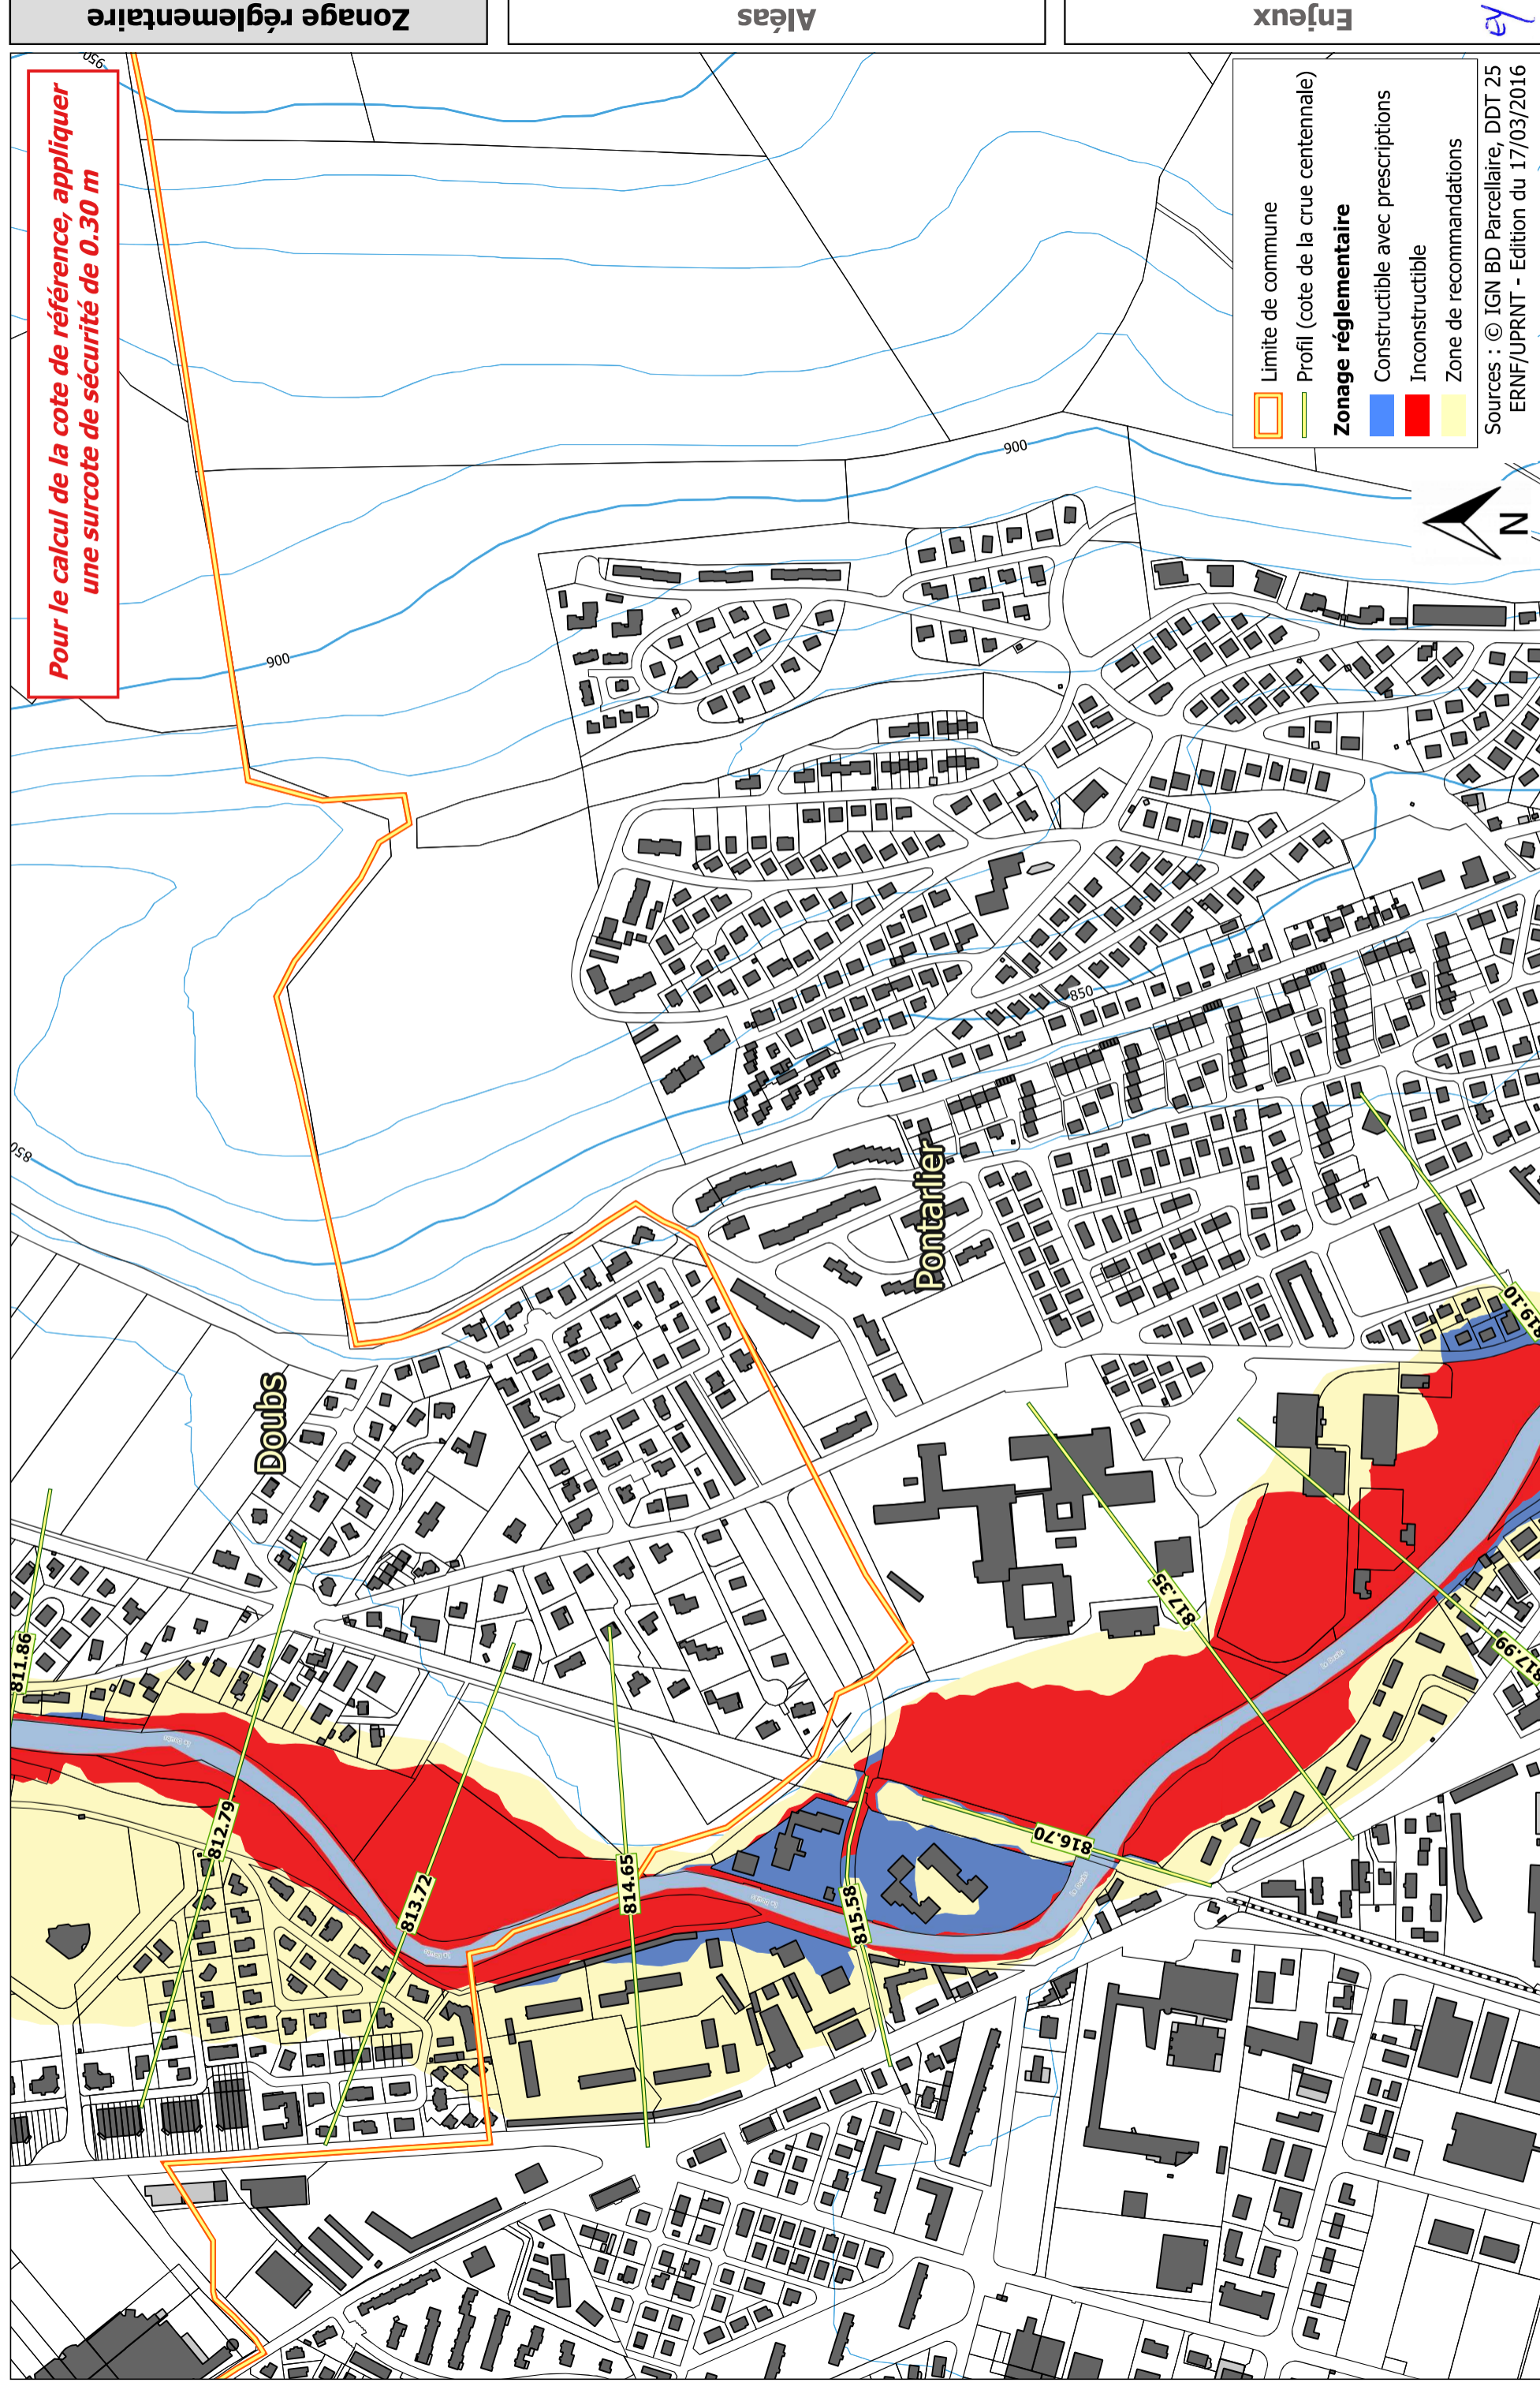 Zonage réglementaire
Aléas
Enjeux
Pour le calcul de la cote de référence, appliquer
une surcote de sécurité de 0.30 m
950
900
900
850
850
Doubs
Pontarlier
811.86
812.79
813.72
814.65
815.58
816.70
817.35
817.99
819.10
Limite de commune
Profil (cote de la crue centennale)
Zonage réglementaire
Constructible avec prescriptions
Inconstructible
Zone de recommandations
Sources : © IGN BD Parcellaire, DDT 25
ERNF/UPRNT - Edition du 17/03/2016
N